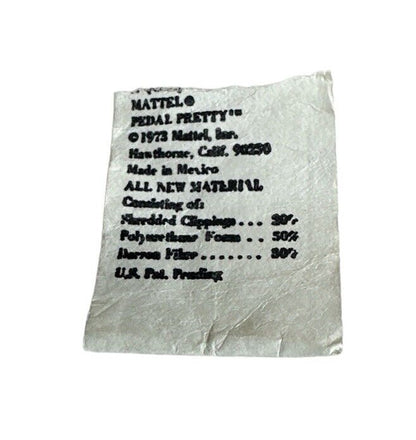 MATTEL®
PEDAL PRETTY™
©1973 Mattel, Inc.
Hawthorne, Calif. 90250
Made in Mexico
ALL NEW MATERIAL
Consisting of:
Shredded Clippings... 20%
Polyurethane Foam.. 50%
Dacron Fiber....... 30%
U.S. Pat. Pending